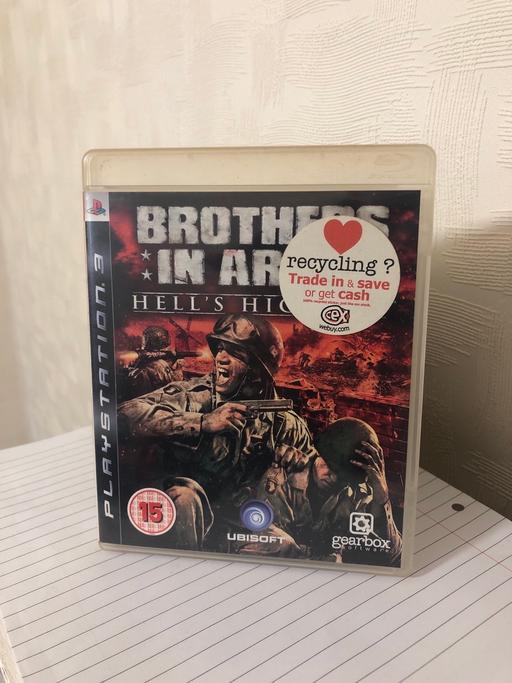 PLAYSTATION 3
BROTHERS
IN AR
HELL'S HIG
recycling ?
Trade in & save
or get cash
cex
webuy.com
15
UBISOFT
gearbox
software